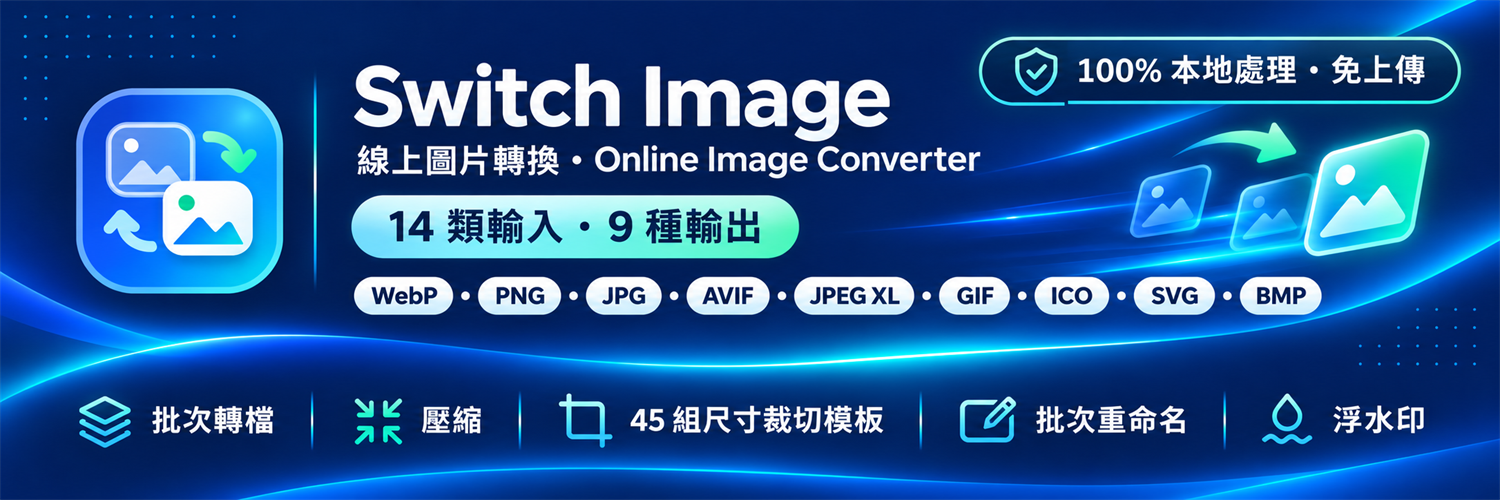 100% 本地處理・免上傳
Switch Image
線上圖片轉換・Online Image Converter
14 類輸入・9 種輸出
WebP • PNG • JPG • AVIF • JPEG XL • GIF • ICO • SVG • BMP
批次轉檔
壓縮
45 組尺寸裁切模板
批次重命名
浮水印